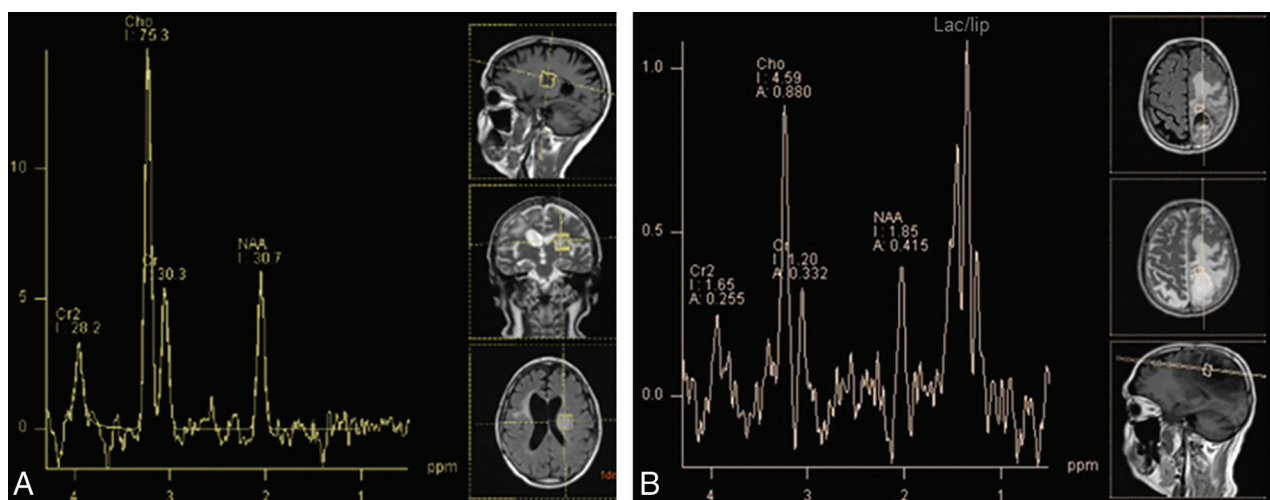 Cho
I : 75.3
10
Cr
30.3
NAA
I : 30.7
5
Cr2
I : 28.2
0
ppm
4
3
2
1
A
Lac/lip
1.0
Cho
I : 4.59
A: 0.880
0.5
NAA
I : 1.85
A: 0.415
Cr
I : 1.20
A: 0.332
Cr2
I : 1.65
A: 0.255
0.0
ppm
4
3
2
1
B